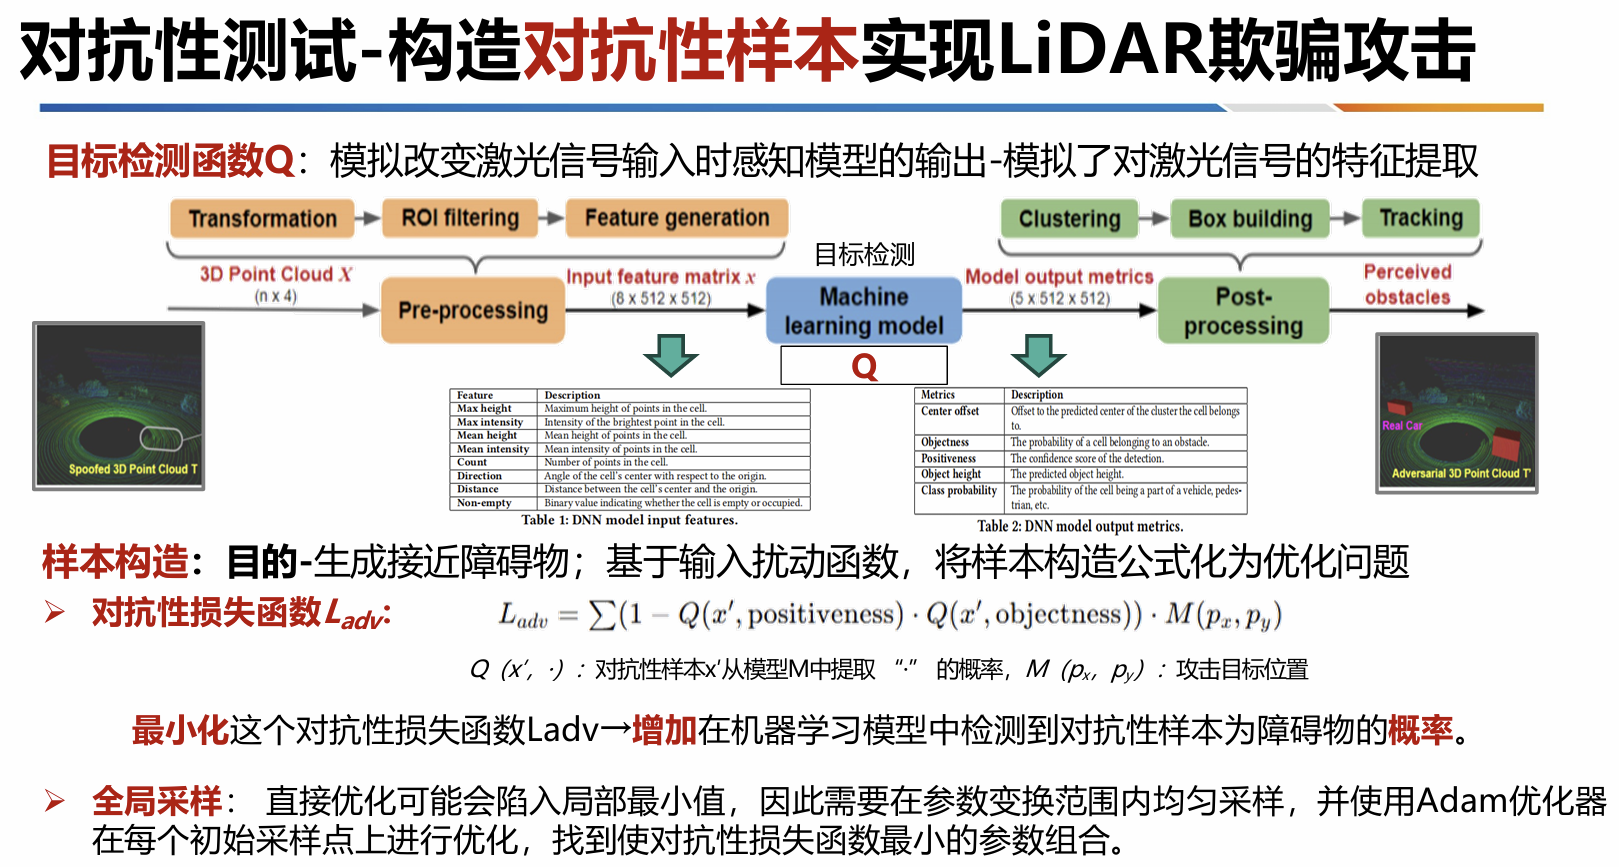 对抗性测试-构造对抗性样本实现LiDAR欺骗攻击
目标检测函数Q：模拟改变激光信号输入时感知模型的输出-模拟了对激光信号的特征提取
Transformation ROI filtering Feature generation
Clustering Box building Tracking
目标检测
3D Point Cloud X
(n x 4)
Pre-processing
Input feature matrix x
(8 x 512 x 512)
Machine
learning model
Model output metrics
(5 x 512 x 512)
Post-
processing
Perceived
obstacles
Q
Spoofed 3D Point Cloud T
Feature Description
Max height Maximum height of points in the cell.
Max intensity Intensity of the brightest point in the cell.
Mean height Mean height of points in the cell.
Mean intensity Mean intensity of points in the cell.
Count Number of points in the cell.
Direction Angle of the cell's center with respect to the origin.
Distance Distance between the cell's center and the origin.
Non-empty Binary value indicating whether the cell is empty or occupied.
Table 1: DNN model input features.
Metrics Description
Center offset Offset to the predicted center of the cluster the cell belongs
to.
Objectness The probability of a cell belonging to an obstacle.
Positiveness The confidence score of the detection.
Object height The predicted object height.
Class probability The probability of the cell being a part of a vehicle, pedes-
trian, etc.
Table 2: DNN model output metrics.
Real Car
Adversarial 3D Point Cloud T'
样本构造：目的-生成接近障碍物；基于输入扰动函数，将样本构造公式化为优化问题
➢ 对抗性损失函数L_adv:
L_adv = ∑(1 − Q(x′, positiveness) · Q(x′, objectness)) · M(p_x, p_y)
Q（x′，·）：对抗性样本x′从模型M中提取 “·” 的概率，M（p_x，p_y）：攻击目标位置
最小化这个对抗性损失函数Ladv→增加在机器学习模型中检测到对抗性样本为障碍物的概率。
➢ 全局采样： 直接优化可能会陷入局部最小值，因此需要在参数变换范围内均匀采样，并使用Adam优化器
在每个初始采样点上进行优化，找到使对抗性损失函数最小的参数组合。